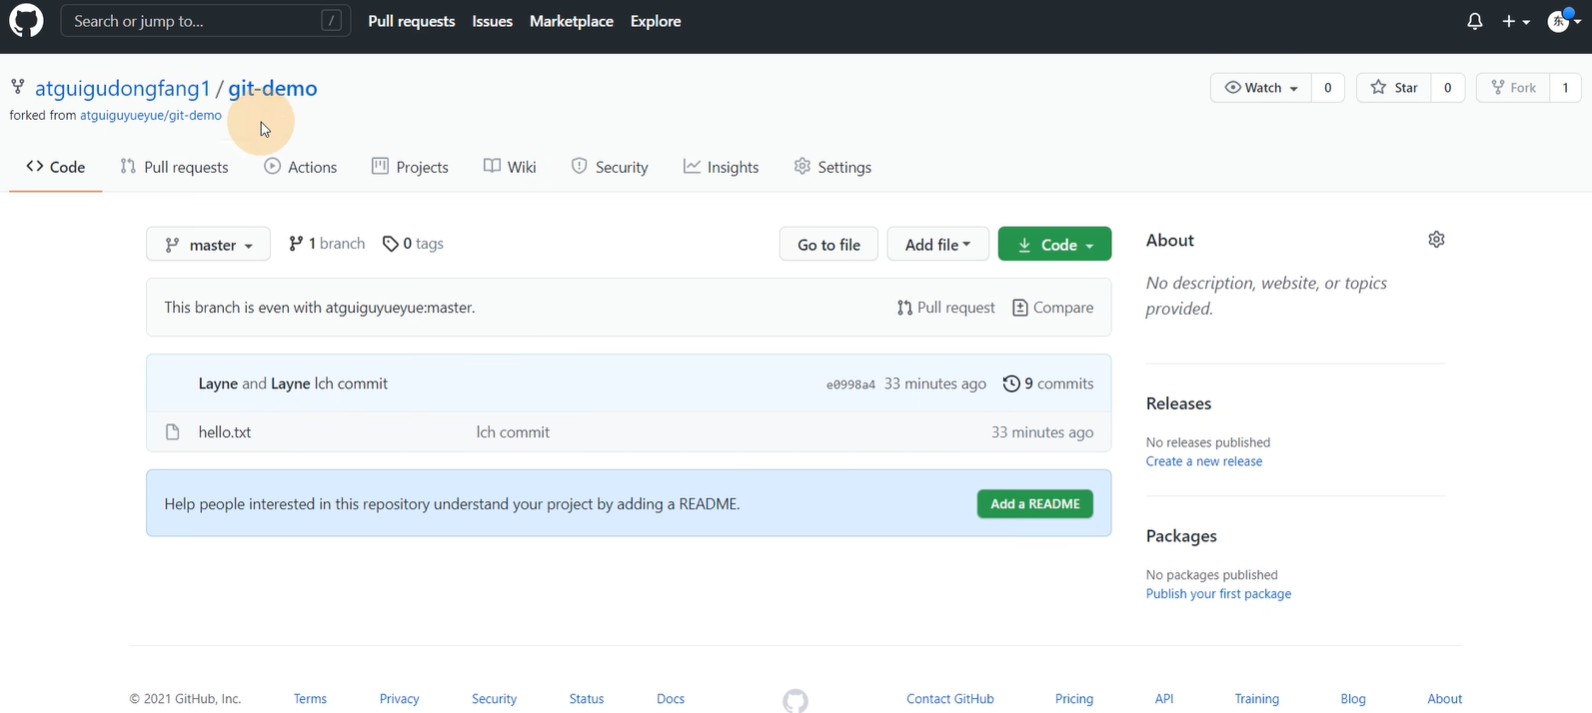 Search or jump to... /
Pull requests Issues Marketplace Explore
东
atguigudongfang1 / git-demo
forked from atguiguyueyue/git-demo
Watch 0 Star 0 Fork 1
Code Pull requests Actions Projects Wiki Security Insights Settings
master 1 branch 0 tags Go to file Add file Code
This branch is even with atguiguyueyue:master. Pull request Compare
Layne and Layne lch commit e0998a4 33 minutes ago 9 commits
hello.txt lch commit 33 minutes ago
Help people interested in this repository understand your project by adding a README. Add a README
About
No description, website, or topics
provided.
Releases
No releases published
Create a new release
Packages
No packages published
Publish your first package
© 2021 GitHub, Inc. Terms Privacy Security Status Docs Contact GitHub Pricing API Training Blog About